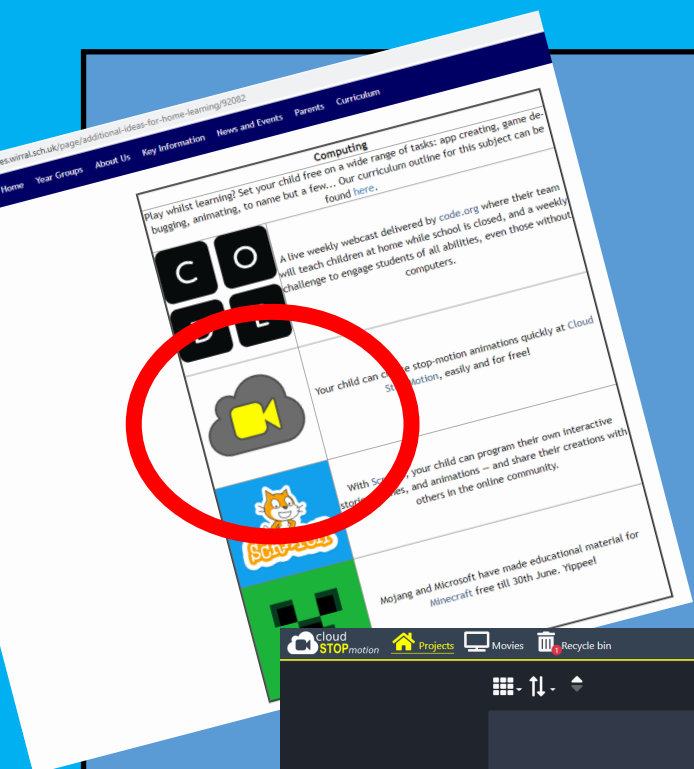 es.wirral.sch.uk/page/additional-ideas-for-home-learning/92082
Home Year Groups About Us Key Information News and Events Parents Curriculum
Computing
Play whilst learning? Set your child free on a wide range of tasks: app creating, game de-
bugging, animating, to name but a few... Our curriculum outline for this subject can be
found here.
C O
D E
A live weekly webcast delivered by code.org where their team
will teach children at home while school is closed, and a weekly
challenge to engage students of all abilities, even those without
computers.
Your child can stop-motion animations quickly at Cloud
Motion, easily and for free!
SCRATCH
With your child can program their own interactive
and animations — and share their creations with
others in the online community.
Mojang and Microsoft have made educational material for
Minecraft free till 30th June. Yippee!
cloud
STOPmotion Projects Movies 1 Recycle bin